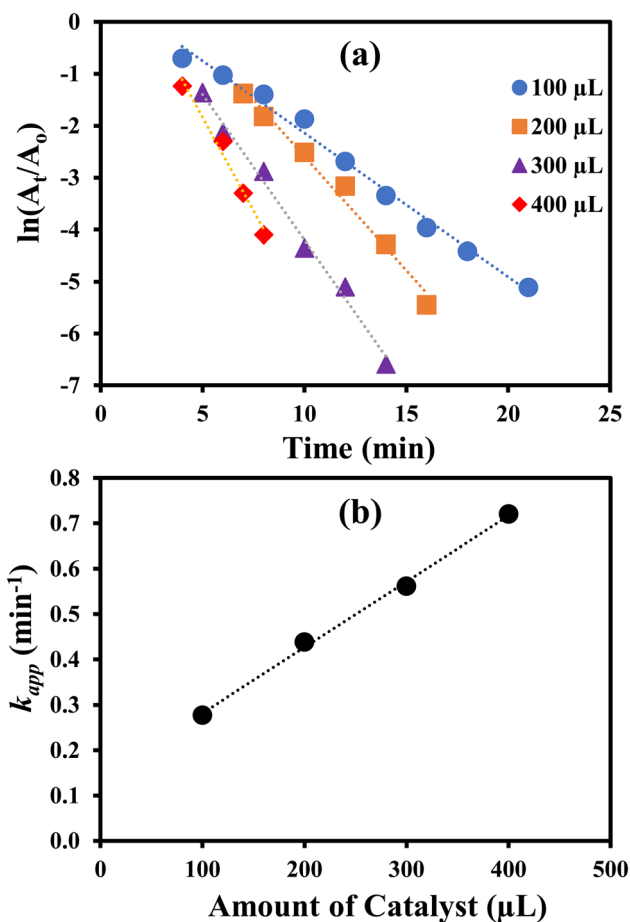 (a)
0
-1
-2
-3
-4
-5
-6
-7
ln(At/Ao)
100 µL
200 µL
300 µL
400 µL
0 5 10 15 20 25
Time (min)
(b)
0.8
0.7
0.6
0.5
0.4
0.3
0.2
0.1
0.0
kapp (min-1)
0 100 200 300 400 500
Amount of Catalyst (µL)